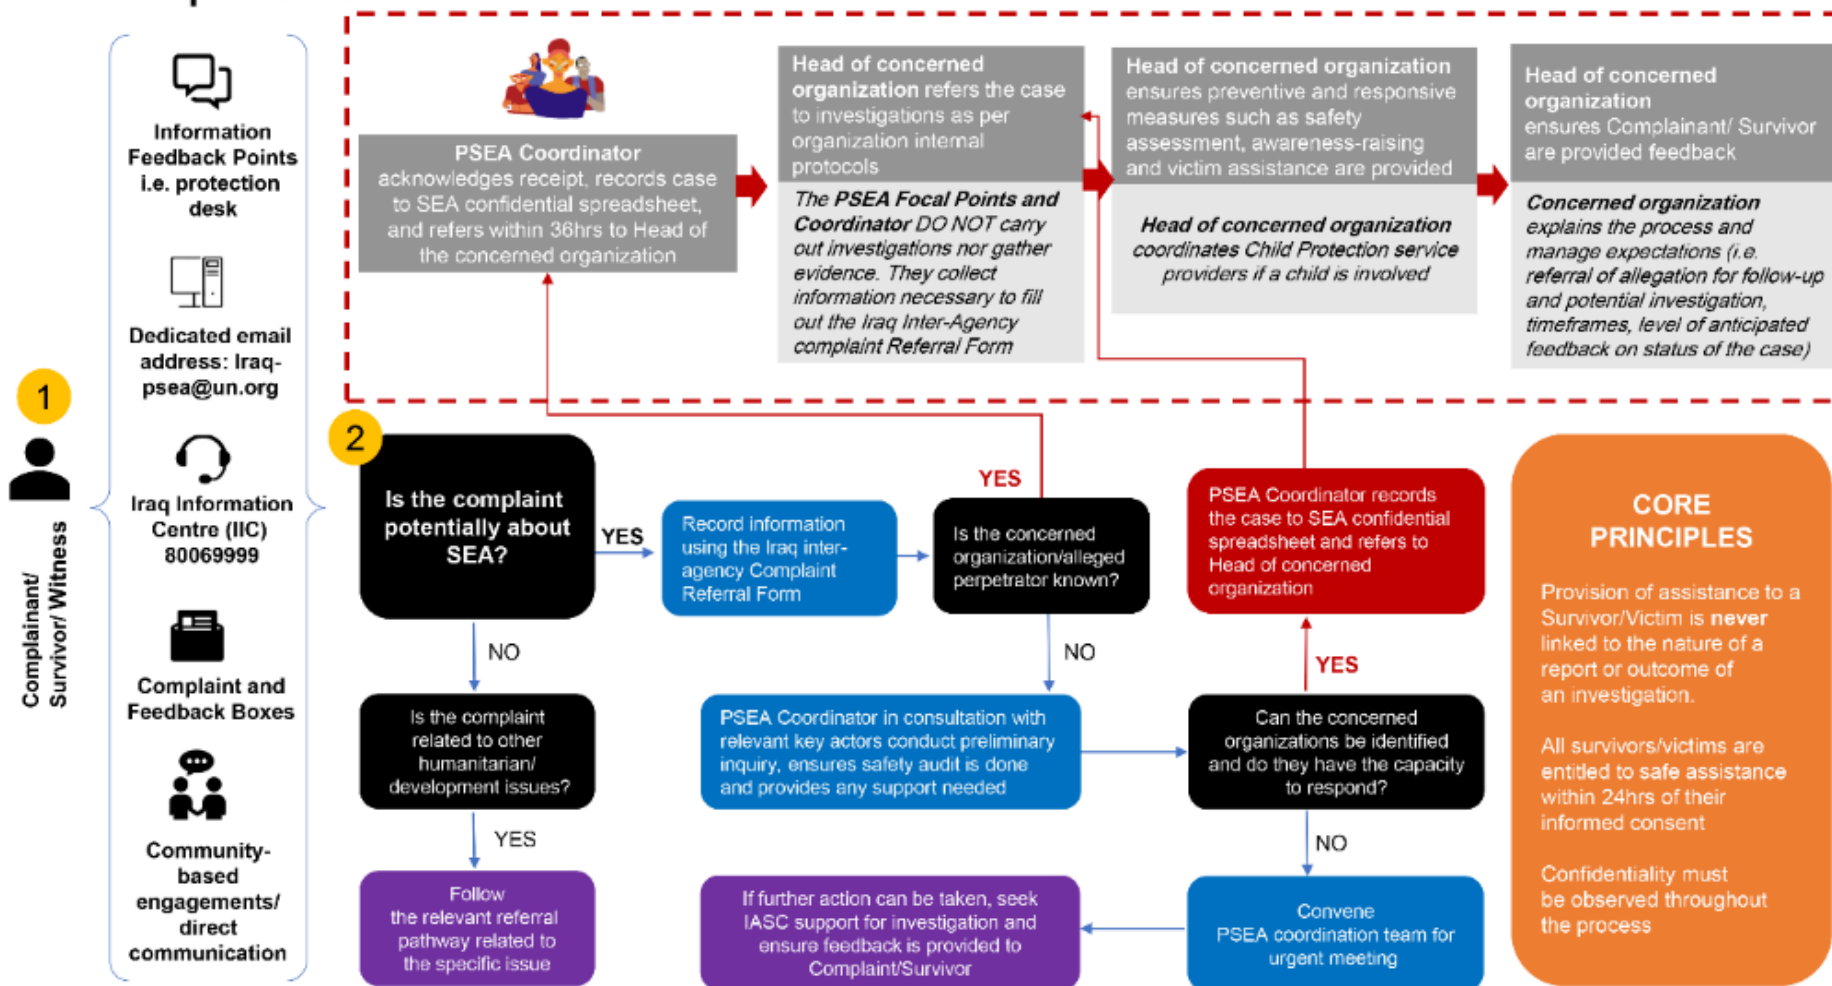 1
Complainant/
Survivor/ Witness
Information
Feedback Points
i.e. protection
desk
Dedicated email
address: Iraq-
psea@un.org
Iraq Information
Centre (IIC)
80069999
Complaint and
Feedback Boxes
Community-
based
engagements/
direct
communication
PSEA Coordinator
acknowledges receipt, records case
to SEA confidential spreadsheet,
and refers within 36hrs to Head of
the concerned organization
Head of concerned
organization refers the case
to investigations as per
organization internal
protocols
The PSEA Focal Points and
Coordinator DO NOT carry
out investigations nor gather
evidence. They collect
information necessary to fill
out the Iraq Inter-Agency
complaint Referral Form
Head of concerned organization
ensures preventive and responsive
measures such as safety
assessment, awareness-raising
and victim assistance are provided
Head of concerned organization
coordinates Child Protection service
providers if a child is involved
Head of concerned
organization
ensures Complainant/ Survivor
are provided feedback
Concerned organization
explains the process and
manage expectations (i.e.
referral of allegation for follow-up
and potential investigation,
timeframes, level of anticipated
feedback on status of the case)
2
Is the complaint
potentially about
SEA?
YES
Record information
using the Iraq inter-
agency Complaint
Referral Form
YES
Is the concerned
organization/alleged
perpetrator known?
PSEA Coordinator records
the case to SEA confidential
spreadsheet and refers to
Head of concerned
organization
NO
NO
YES
Is the complaint
related to other
humanitarian/
development issues?
PSEA Coordinator in consultation with
relevant key actors conduct preliminary
inquiry, ensures safety audit is done
and provides any support needed
Can the concerned
organizations be identified
and do they have the capacity
to respond?
YES
NO
Follow
the relevant referral
pathway related to
the specific issue
If further action can be taken, seek
IASC support for investigation and
ensure feedback is provided to
Complaint/Survivor
Convene
PSEA coordination team for
urgent meeting
CORE
PRINCIPLES
Provision of assistance to a
Survivor/Victim is never
linked to the nature of a
report or outcome of
an investigation.
All survivors/victims are
entitled to safe assistance
within 24hrs of their
informed consent
Confidentiality must
be observed throughout
the process